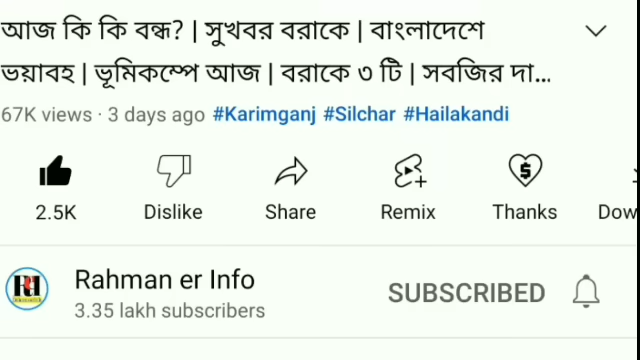 আজ কি কি বন্ধ? | সুখবর বরাকে | বাংলাদেশে
ভয়াবহ | ভূমিকম্পে আজ | বরাকে ৩ টি | সবজির দা...
67K views · 3 days ago #Karimganj #Silchar #Hailakandi
2.5K Dislike Share Remix Thanks Dow
Rahman er Info
SUBSCRIBED
3.35 lakh subscribers